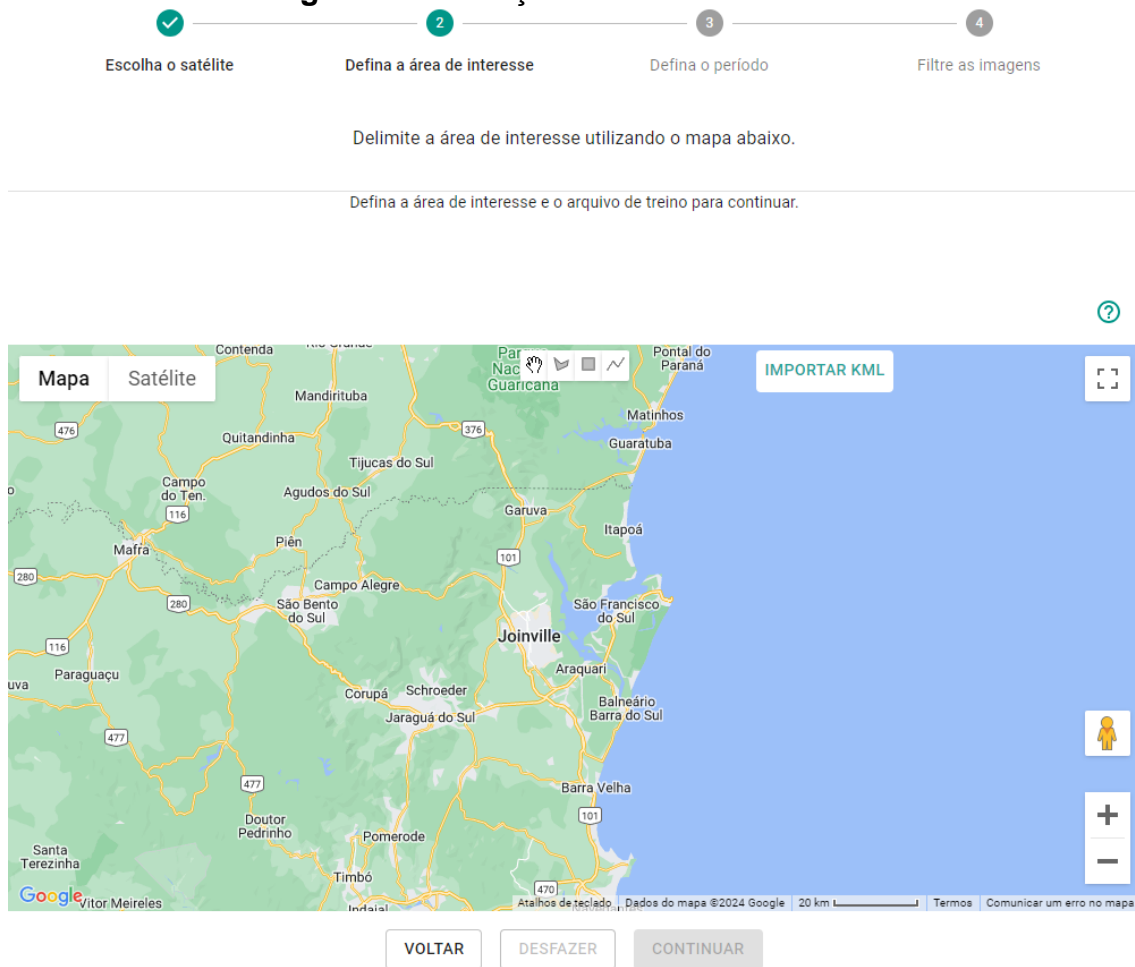 2
3
4
Escolha o satélite
Defina a área de interesse
Defina o período
Filtre as imagens
Delimite a área de interesse utilizando o mapa abaixo.
Defina a área de interesse e o arquivo de treino para continuar.
Mapa
Satélite
IMPORTAR KML
Contenda
Pontal do
Paraná
Guaricana
Mandirituba
Matinhos
476
376
Quitandinha
Guaratuba
Tijucas do Sul
Campo
do Ten.
Agudos do Sul
116
Garuva
Itapoá
Piên
Mafra
101
280
Campo Alegre
280
São Bento
do Sul
São Francisco
do Sul
Joinville
116
Araquari
Paraguaçu
Corupá
Schroeder
Balneário
Barra do Sul
Jaraguá do Sul
477
477
Barra Velha
101
Doutor
Pedrinho
Pomerode
Santa
Terezinha
Timbó
470
Google
Vitor Meireles
Indaial
Atalhos de teclado
Dados do mapa ©2024 Google
20 km
Termos
Comunicar um erro no mapa
VOLTAR
DESFAZER
CONTINUAR